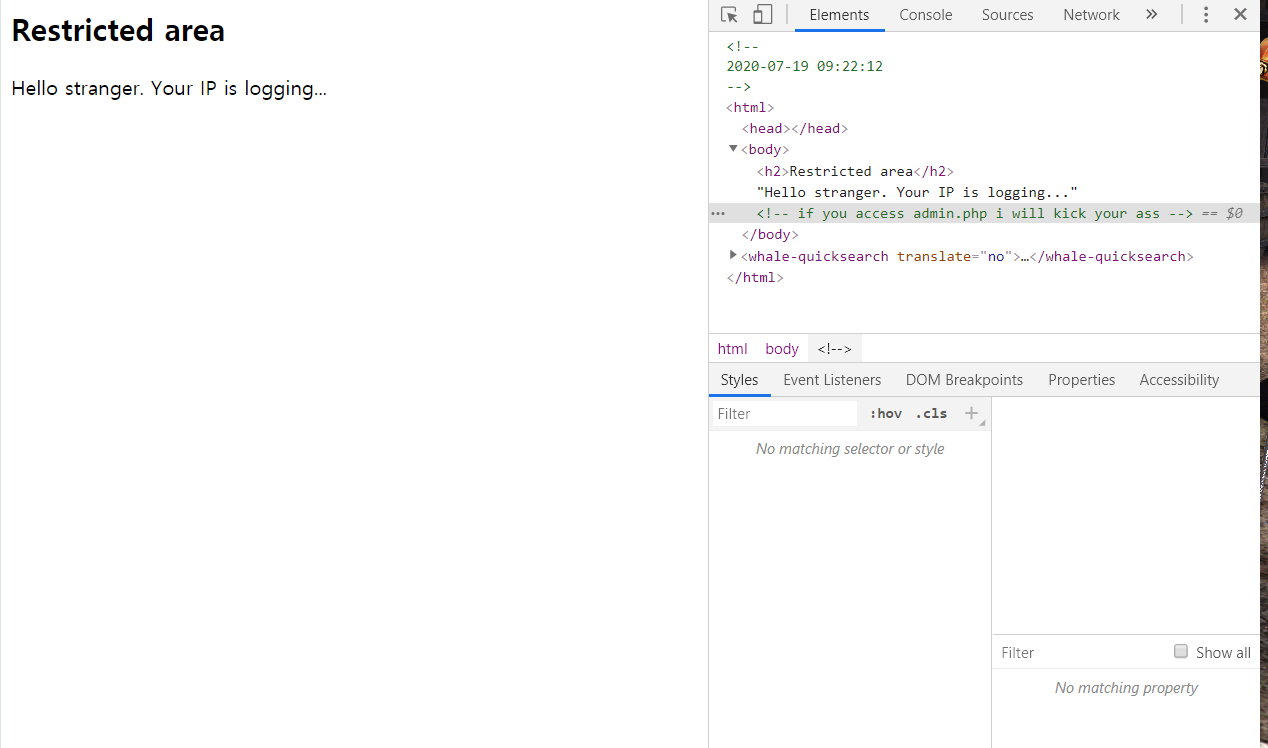 Restricted area
Hello stranger. Your IP is logging...
Elements Console Sources Network »
<!--
2020-07-19 09:22:12
-->
<html>
<head></head>
<body>
<h2>Restricted area</h2>
"Hello stranger. Your IP is logging..."
<!-- if you access admin.php i will kick your ass --> == $0
</body>
<whale-quicksearch translate="no">…</whale-quicksearch>
</html>
html body <!-->
Styles Event Listeners DOM Breakpoints Properties Accessibility
Filter :hov .cls +
No matching selector or style
Filter Show all
No matching property